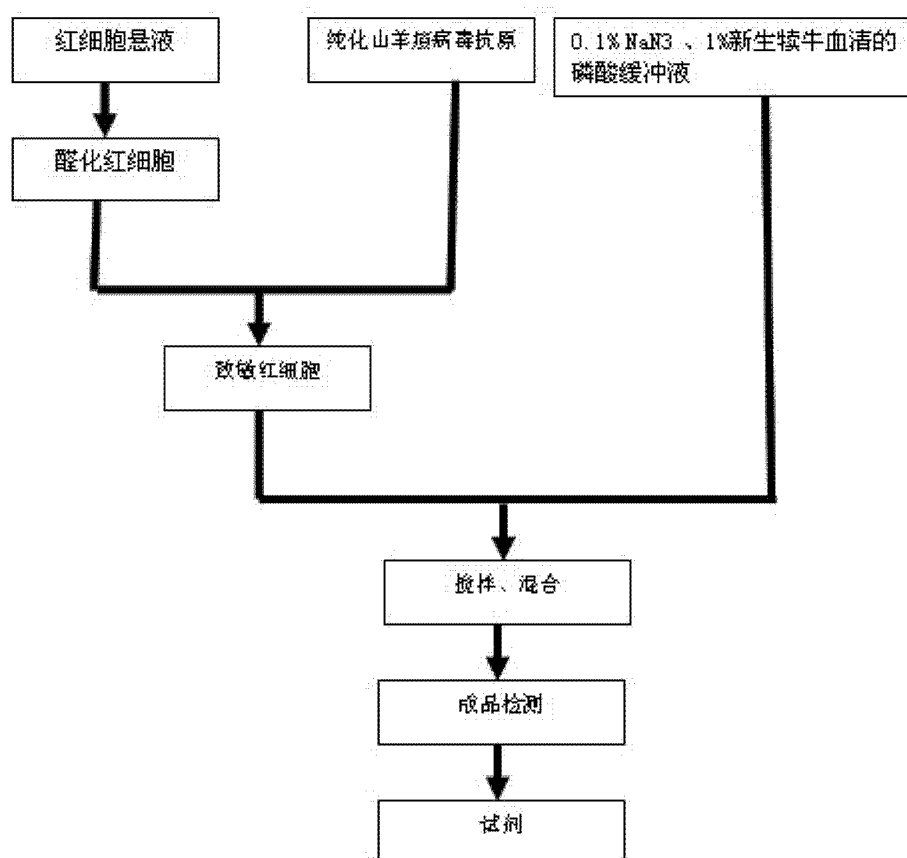 红细胞悬液
纯化山羊痘病毒抗原
0.1% NaN3 、1%新生犊牛血清的
磷酸缓冲液
醛化红细胞
致敏红细胞
搅拌、混合
成品检测
试剂